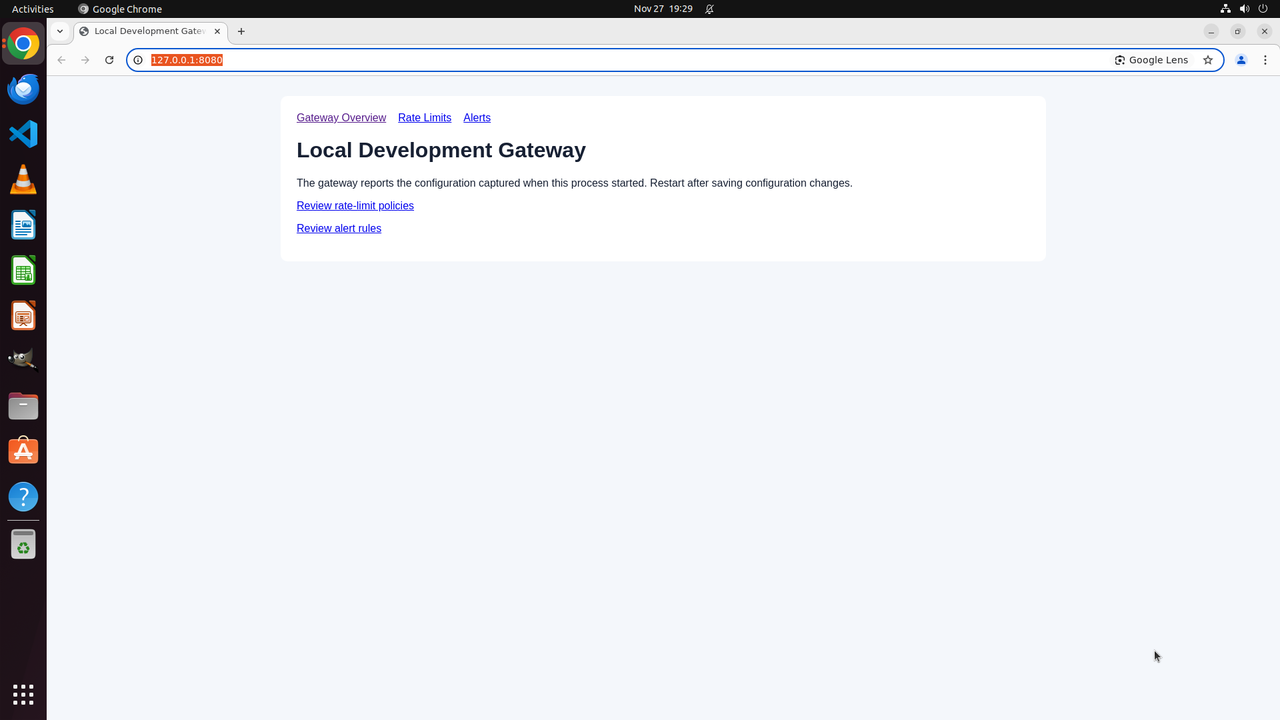 Activities
Google Chrome
Nov 27 19:29
Local Development Gatew
127.0.0.1:8080
Google Lens
Gateway Overview Rate Limits Alerts
Local Development Gateway
The gateway reports the configuration captured when this process started. Restart after saving configuration changes.
Review rate-limit policies
Review alert rules